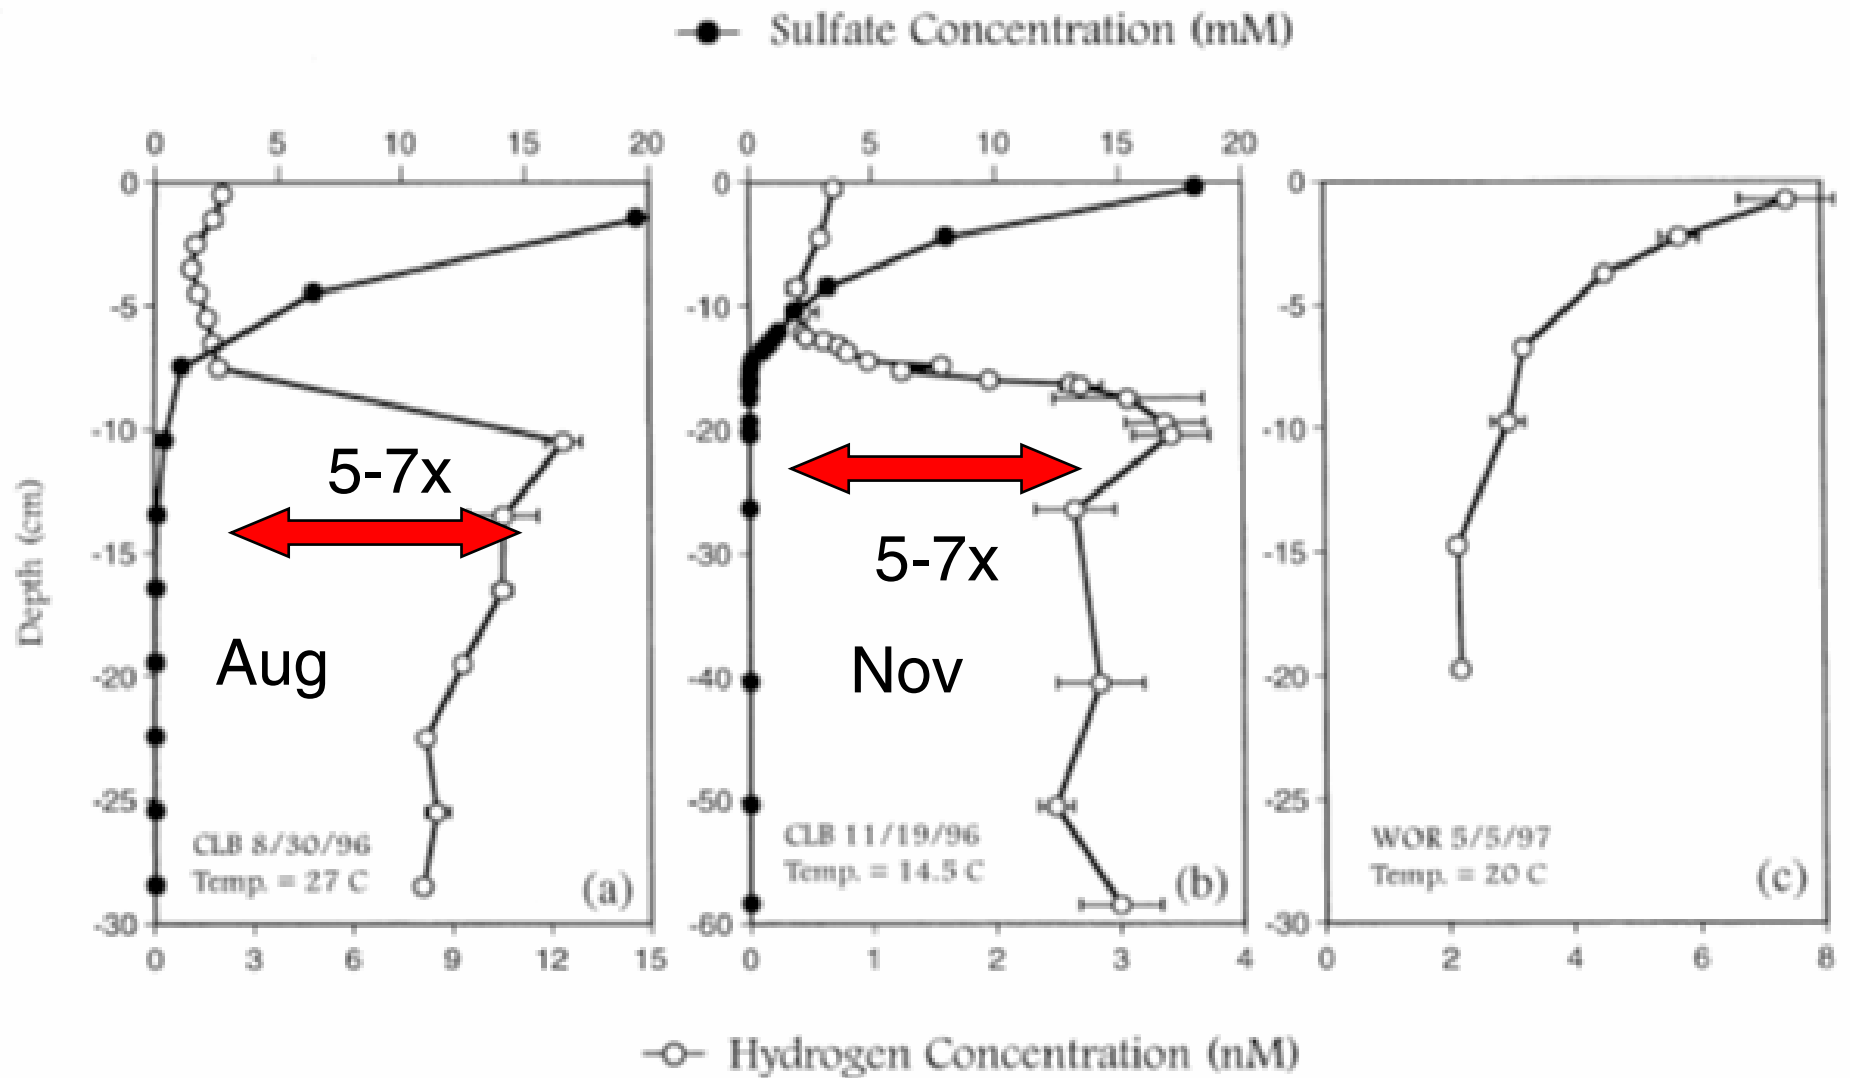 Sulfate Concentration (mM)
0 5 10 15 20
0 5 10 15 20
0
-5
-10
-15
-20
-25
-30
0
-10
-20
-30
-40
-50
-60
0
-5
-10
-15
-20
-25
-30
Depth (cm)
5-7x
5-7x
Aug
Nov
CLB 8/30/96
Temp. = 27 C
(a)
CLB 11/19/96
Temp. = 14.5 C
(b)
WOR 5/5/97
Temp. = 20 C
(c)
0 3 6 9 12 15
0 1 2 3 4
0 2 4 6 8
Hydrogen Concentration (nM)